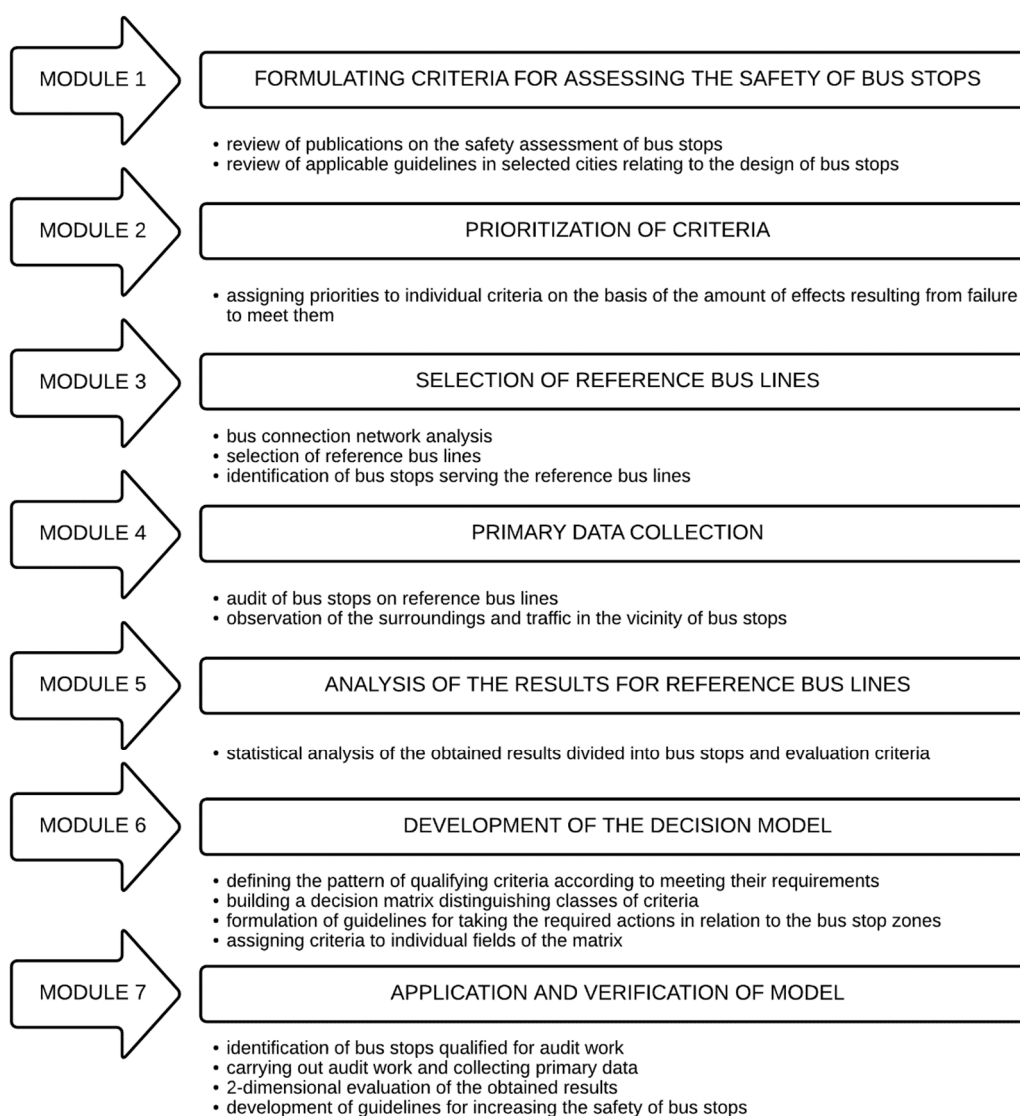 MODULE 1
FORMULATING CRITERIA FOR ASSESSING THE SAFETY OF BUS STOPS
• review of publications on the safety assessment of bus stops
• review of applicable guidelines in selected cities relating to the design of bus stops
MODULE 2
PRIORITIZATION OF CRITERIA
• assigning priorities to individual criteria on the basis of the amount of effects resulting from failure
to meet them
MODULE 3
SELECTION OF REFERENCE BUS LINES
• bus connection network analysis
• selection of reference bus lines
• identification of bus stops serving the reference bus lines
MODULE 4
PRIMARY DATA COLLECTION
• audit of bus stops on reference bus lines
• observation of the surroundings and traffic in the vicinity of bus stops
MODULE 5
ANALYSIS OF THE RESULTS FOR REFERENCE BUS LINES
• statistical analysis of the obtained results divided into bus stops and evaluation criteria
MODULE 6
DEVELOPMENT OF THE DECISION MODEL
• defining the pattern of qualifying criteria according to meeting their requirements
• building a decision matrix distinguishing classes of criteria
• formulation of guidelines for taking the required actions in relation to the bus stop zones
• assigning criteria to individual fields of the matrix
MODULE 7
APPLICATION AND VERIFICATION OF MODEL
• identification of bus stops qualified for audit work
• carrying out audit work and collecting primary data
• 2-dimensional evaluation of the obtained results
• development of guidelines for increasing the safety of bus stops